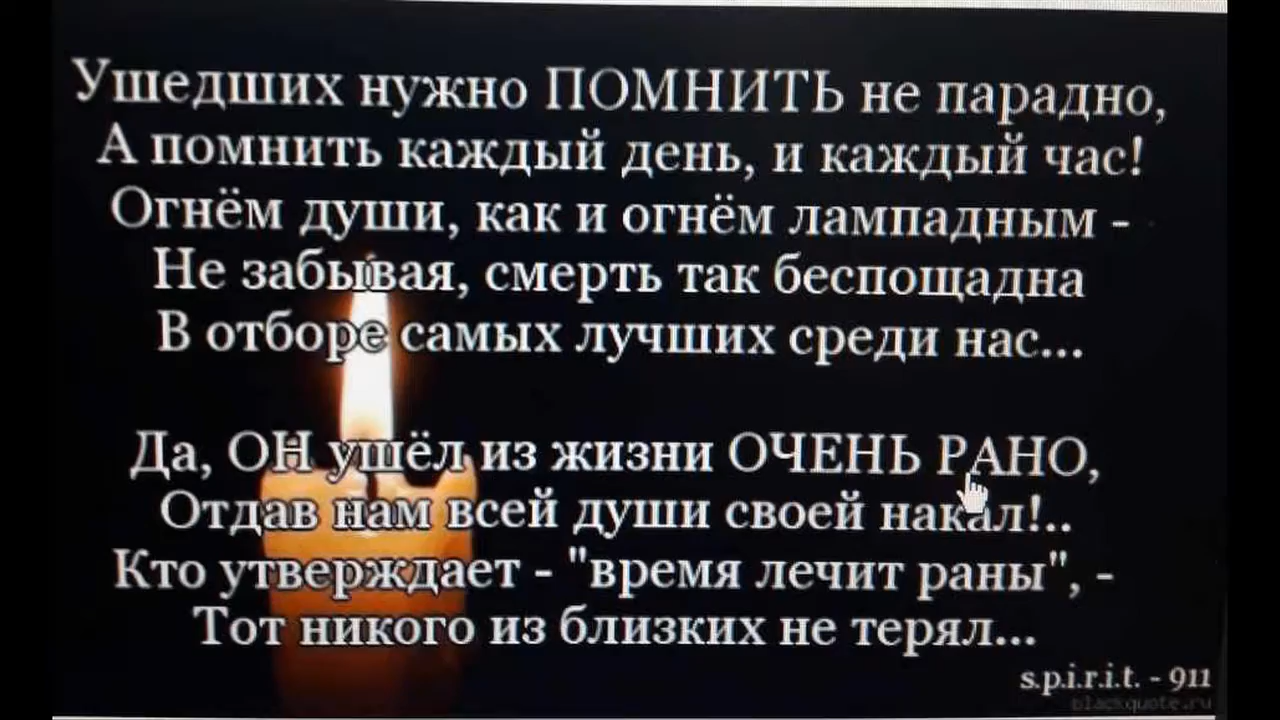 Ушедших нужно ПОМНИТЬ не парадно,
А помнить каждый день, и каждый час!
Огнём души, как и огнём лампадным -
Не забывая, смерть так беспощадна
В отборе самых лучших среди нас...
Да, ОН ушёл из жизни ОЧЕНЬ РАНО,
Отдав нам всей души своей накал!..
Кто утверждает - "время лечит раны", -
Тот никого из близких не терял...
s.p.i.r.i.t. - 911
blackquote.ru